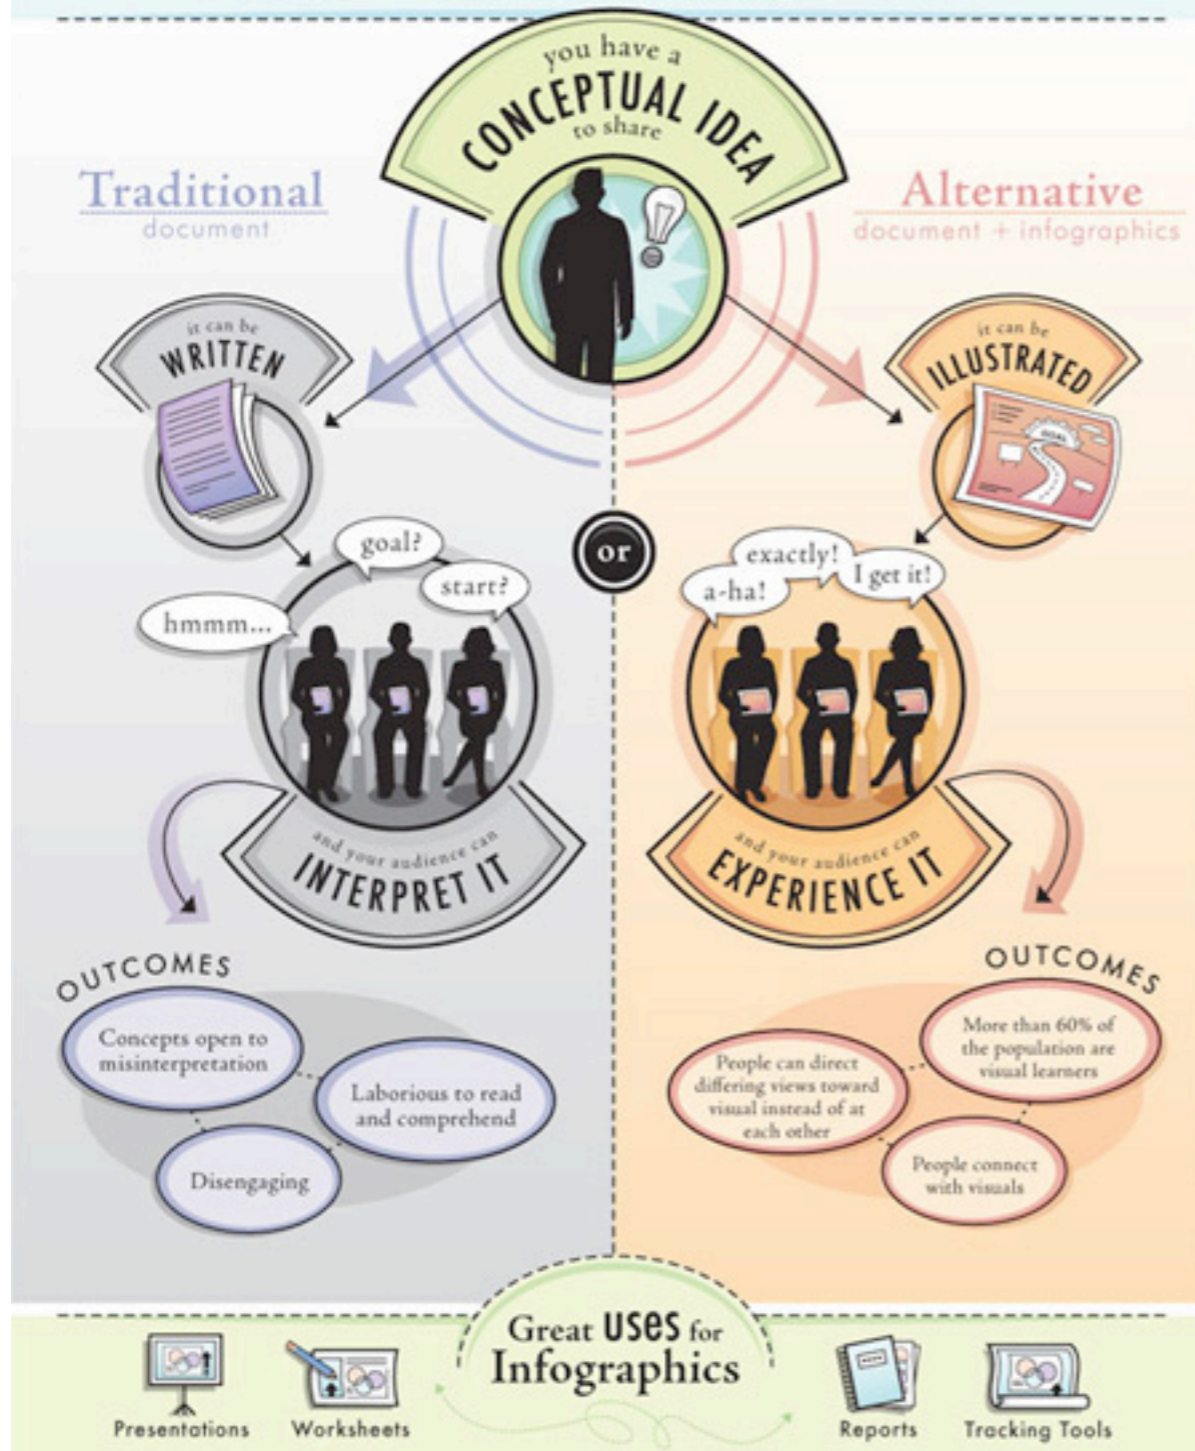 you have a
CONCEPTUAL IDEA
to share
Traditional
document
Alternative
document + infographics
it can be
WRITTEN
it can be
ILLUSTRATED
GOAL
or
goal?
start?
hmmm...
exactly!
I get it!
a-ha!
and your audience can
INTERPRET IT
and your audience can
EXPERIENCE IT
OUTCOMES
Concepts open to
misinterpretation
Laborious to read
and comprehend
Disengaging
OUTCOMES
More than 60% of
the population are
visual learners
People can direct
differing views toward
visual instead of at
each other
People connect
with visuals
Great uses for
Infographics
Presentations
Worksheets
Reports
Tracking Tools